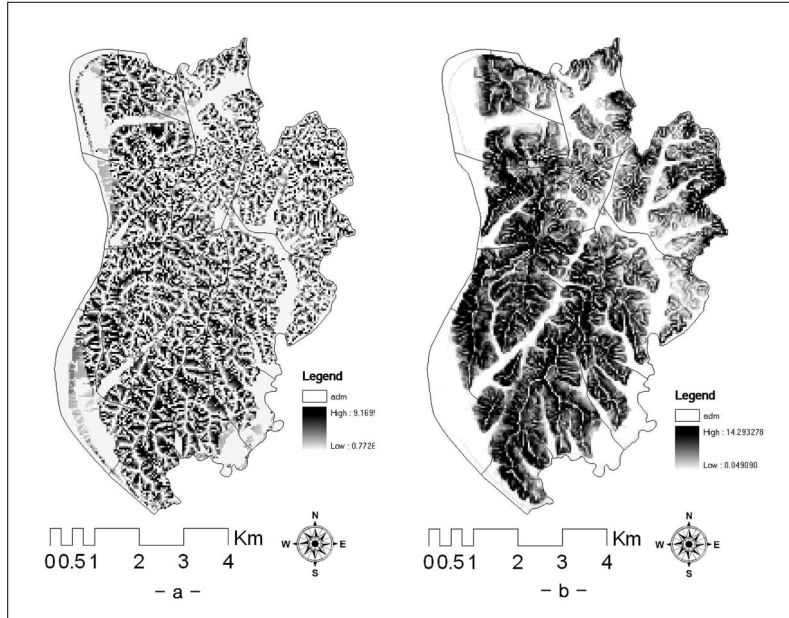 Legend
adm
High : 9.169
Low : 0.772
N
W E
S
0 0.5 1 2 3 4 Km
- a -
Legend
adm
High : 14.293278
Low : 0.049090
N
W E
S
0 0.5 1 2 3 4 Km
- b -